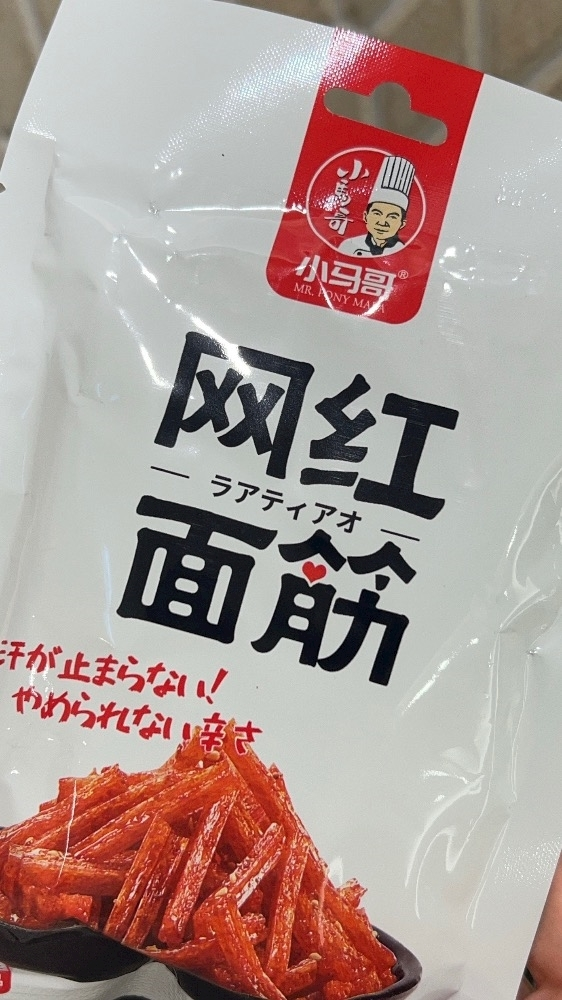 小馬哥
小马哥®
MR. PONY MAGA
网红
ラアティアオ
面筋
汗が止まらない!
やめられない辛さ